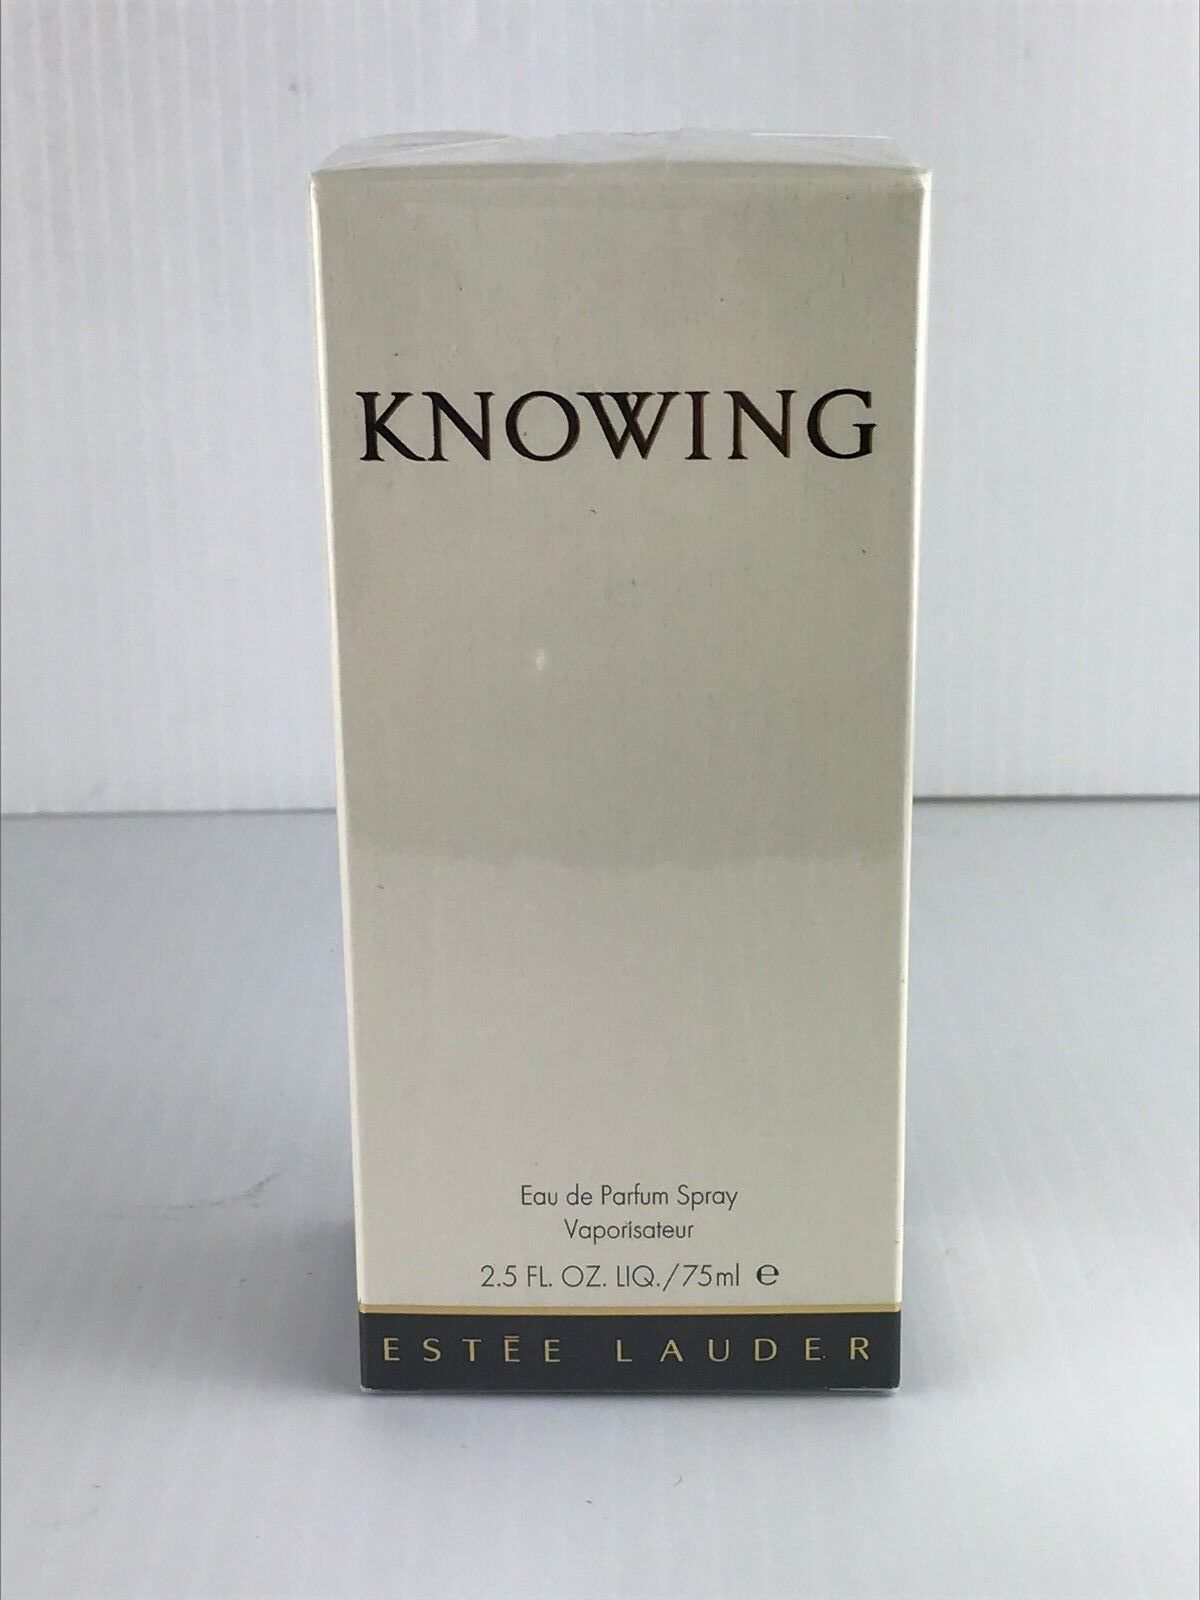 KNOWING
Eau de Parfum Spray
Vaporisateur
2.5 FL. OZ. LIQ./75ml ℮
ESTĒE LAUDER